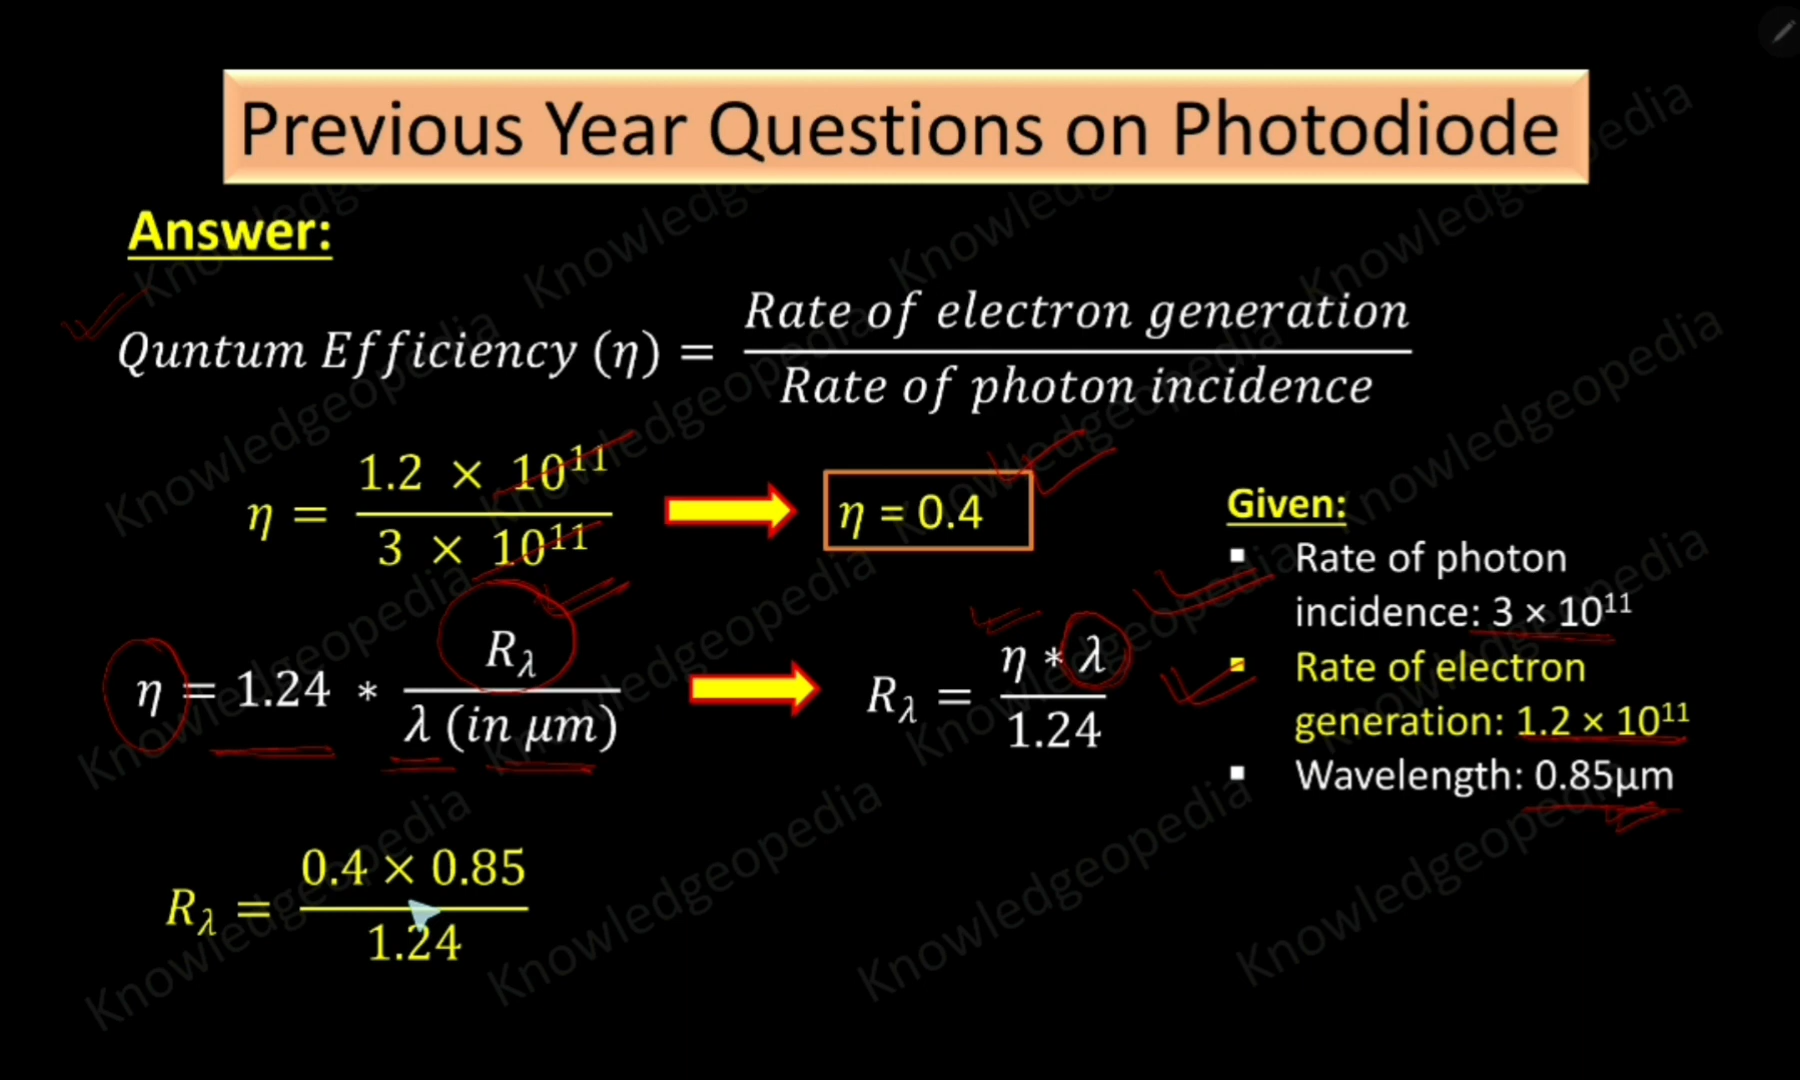 Previous Year Questions on Photodiode
Answer:
Quntum Efficiency (η) = Rate of electron generation / Rate of photon incidence
η = 1.2 × 10¹¹ / 3 × 10¹¹
η = 0.4
η = 1.24 * Rλ / λ (in μm)
Rλ = η * λ / 1.24
Rλ = 0.4 × 0.85 / 1.24
Given:
▪ Rate of photon
incidence: 3 × 10¹¹
▪ Rate of electron
generation: 1.2 × 10¹¹
▪ Wavelength: 0.85μm
Knowledgeopedia